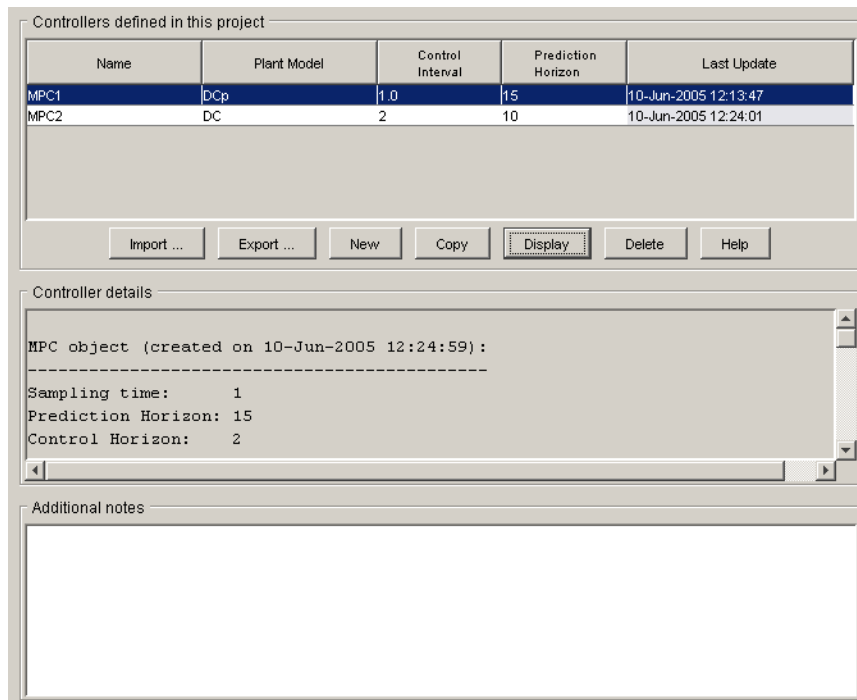 Controllers defined in this project
Name Plant Model Control Interval Prediction Horizon Last Update
MPC1 DCp 1.0 15 10-Jun-2005 12:13:47
MPC2 DC 2 10 10-Jun-2005 12:24:01
Import ... Export ... New Copy Display Delete Help
Controller details
MPC object (created on 10-Jun-2005 12:24:59):
---------------------------------------------
Sampling time: 1
Prediction Horizon: 15
Control Horizon: 2
Additional notes